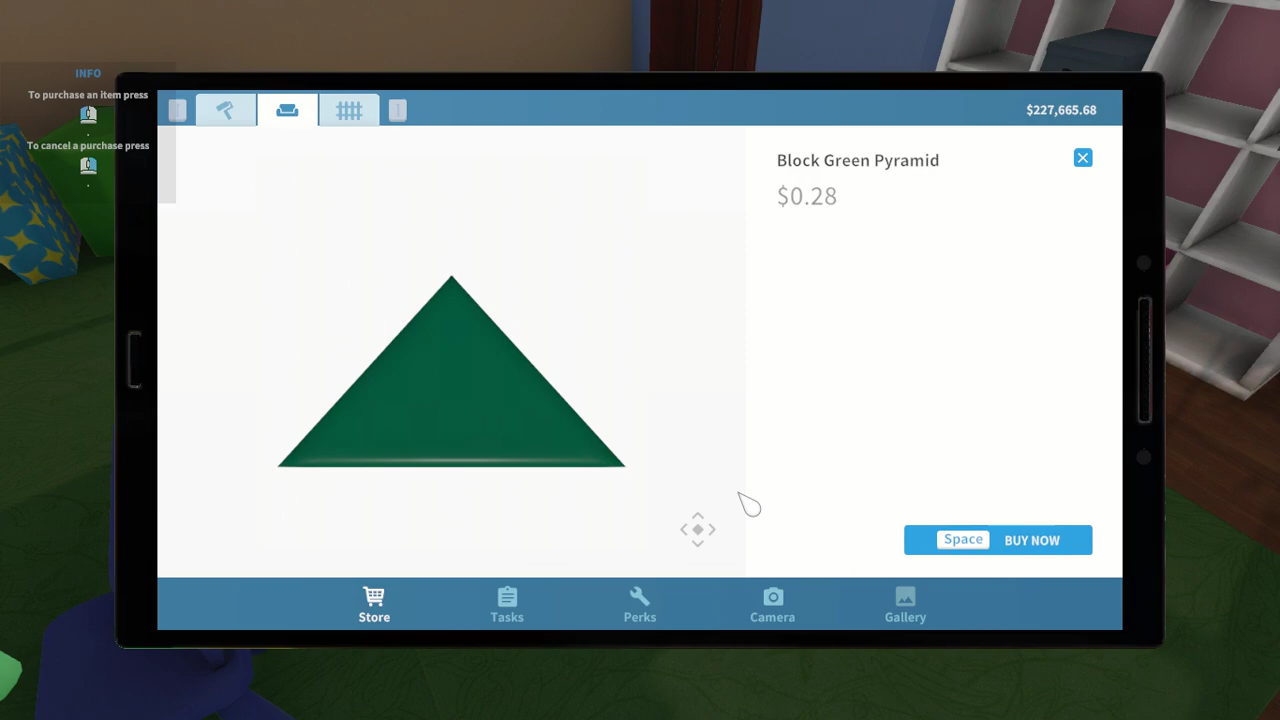 INFO
To purchase an item press
.
To cancel a purchase press
.
$227,665.68
Block Green Pyramid
$0.28
Space BUY NOW
Store
Tasks
Perks
Camera
Gallery